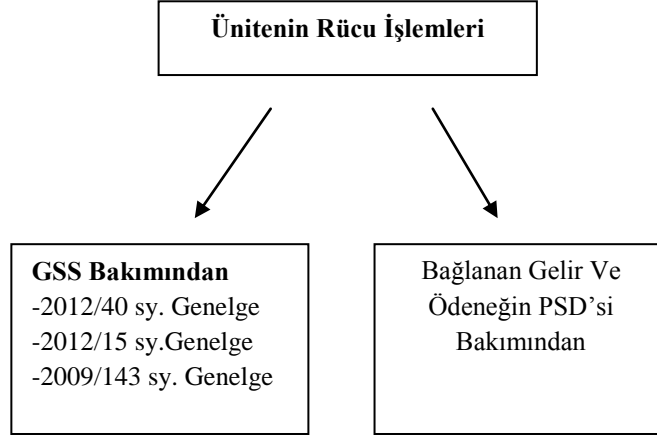 Ünitenin Rücu İşlemleri
GSS Bakımından
-2012/40 sy. Genelge
-2012/15 sy.Genelge
-2009/143 sy. Genelge
Bağlanan Gelir Ve
Ödeneğin PSD’si
Bakımından